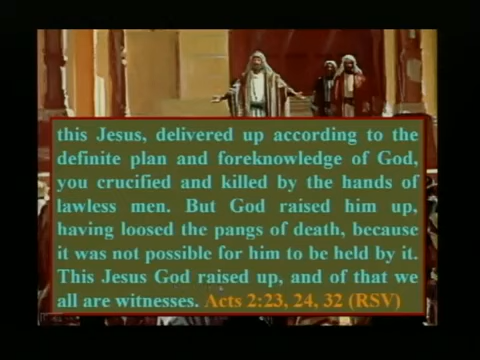 this Jesus, delivered up according to the
definite plan and foreknowledge of God,
you crucified and killed by the hands of
lawless men. But God raised him up,
having loosed the pangs of death, because
it was not possible for him to be held by it.
This Jesus God raised up, and of that we
all are witnesses. Acts 2:23, 24, 32 (RSV)